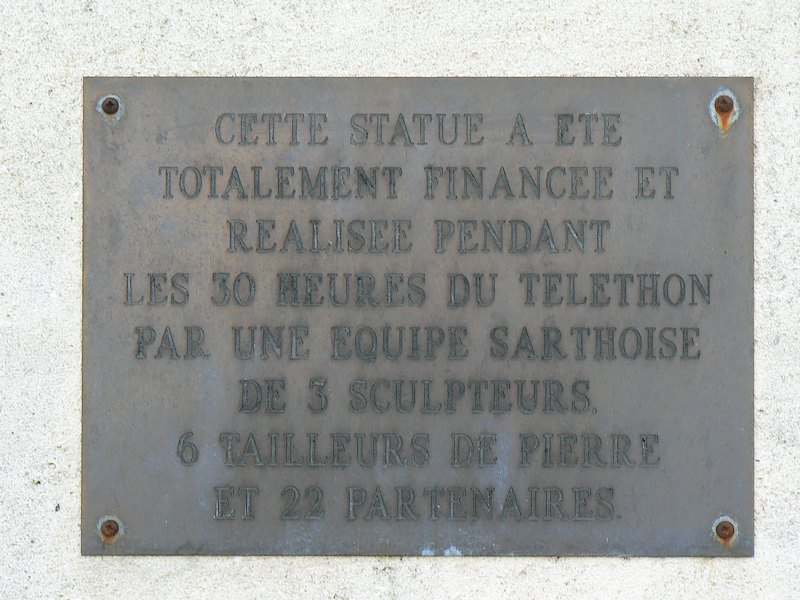 CETTE STATUE A ETE
TOTALEMENT FINANCEE ET
REALISEE PENDANT
LES 30 HEURES DU TELETHON
PAR UNE EQUIPE SARTHOISE
DE 3 SCULPTEURS.
6 TAILLEURS DE PIERRE
ET 22 PARTENAIRES.